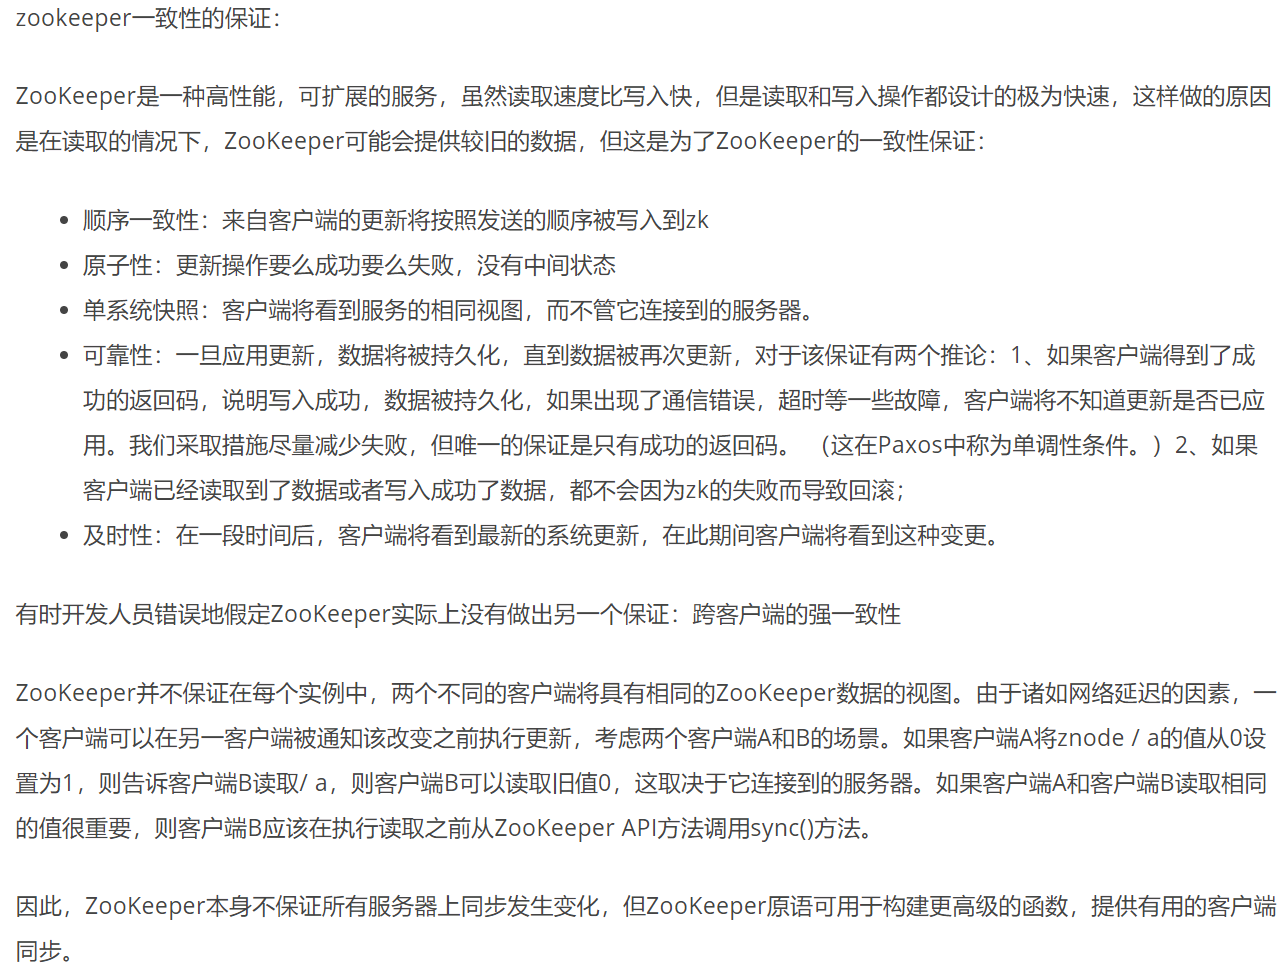 zookeeper一致性的保证：
ZooKeeper是一种高性能，可扩展的服务，虽然读取速度比写入快，但是读取和写入操作都设计的极为快速，这样做的原因
是在读取的情况下，ZooKeeper可能会提供较旧的数据，但这是为了ZooKeeper的一致性保证：
• 顺序一致性：来自客户端的更新将按照发送的顺序被写入到zk
• 原子性：更新操作要么成功要么失败，没有中间状态
• 单系统快照：客户端将看到服务的相同视图，而不管它连接到的服务器。
• 可靠性：一旦应用更新，数据将被持久化，直到数据被再次更新，对于该保证有两个推论：1、如果客户端得到了成
功的返回码，说明写入成功，数据被持久化，如果出现了通信错误，超时等一些故障，客户端将不知道更新是否已应
用。我们采取措施尽量减少失败，但唯一的保证是只有成功的返回码。 （这在Paxos中称为单调性条件。）2、如果
客户端已经读取到了数据或者写入成功了数据，都不会因为zk的失败而导致回滚；
• 及时性：在一段时间后，客户端将看到最新的系统更新，在此期间客户端将看到这种变更。
有时开发人员错误地假定ZooKeeper实际上没有做出另一个保证：跨客户端的强一致性
ZooKeeper并不保证在每个实例中，两个不同的客户端将具有相同的ZooKeeper数据的视图。由于诸如网络延迟的因素，一
个客户端可以在另一客户端被通知该改变之前执行更新，考虑两个客户端A和B的场景。如果客户端A将znode / a的值从0设
置为1，则告诉客户端B读取/ a，则客户端B可以读取旧值0，这取决于它连接到的服务器。如果客户端A和客户端B读取相同
的值很重要，则客户端B应该在执行读取之前从ZooKeeper API方法调用sync()方法。
因此，ZooKeeper本身不保证所有服务器上同步发生变化，但ZooKeeper原语可用于构建更高级的函数，提供有用的客户端
同步。